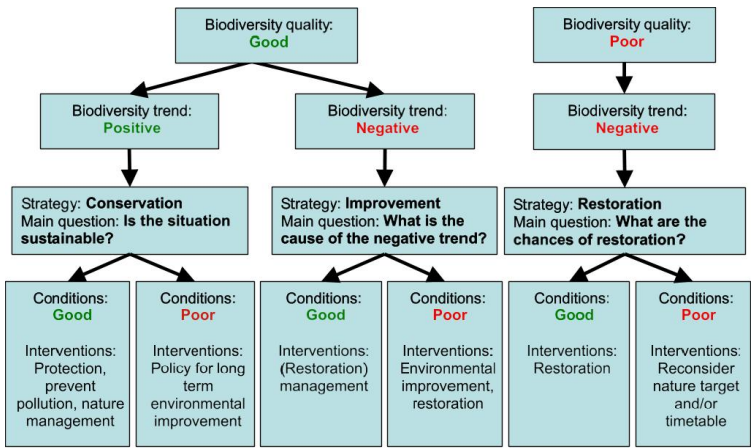 Biodiversity quality:
Good
Biodiversity quality:
Poor
Biodiversity trend:
Positive
Biodiversity trend:
Negative
Biodiversity trend:
Negative
Strategy: Conservation
Main question: Is the situation
sustainable?
Strategy: Improvement
Main question: What is the
cause of the negative trend?
Strategy: Restoration
Main question: What are the
chances of restoration?
Conditions:
Good
Interventions:
Protection,
prevent
pollution, nature
management
Conditions:
Poor
Interventions:
Policy for long
term
environmental
improvement
Conditions:
Good
Interventions:
(Restoration)
management
Conditions:
Poor
Interventions:
Environmental
improvement,
restoration
Conditions:
Good
Interventions:
Restoration
Conditions:
Poor
Interventions:
Reconsider
nature target
and/or
timetable